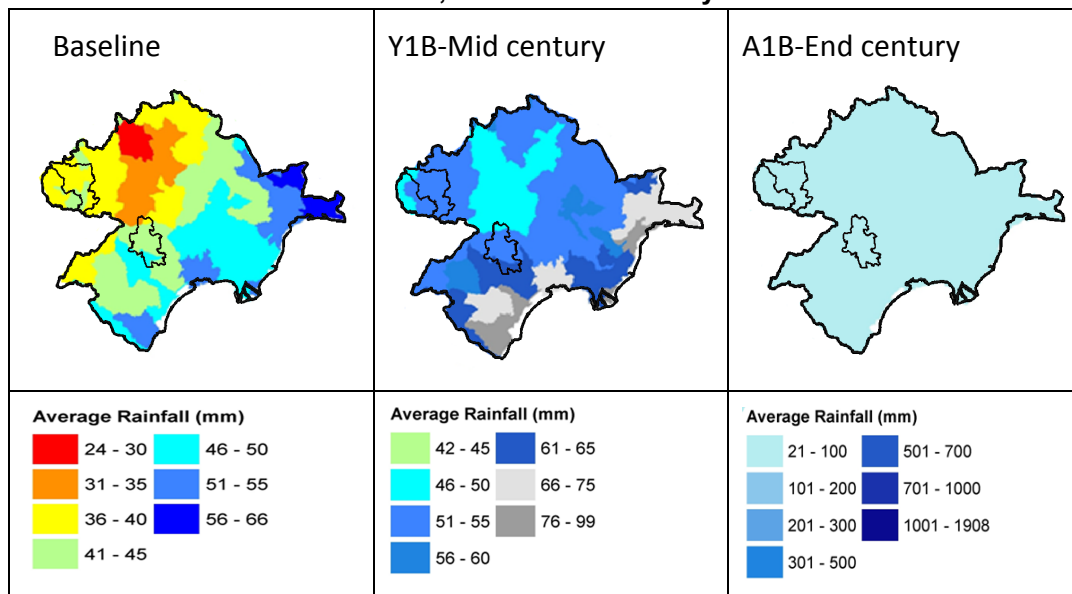 Baseline
Y1B-Mid century
A1B-End century
Average Rainfall (mm)
24 - 30
46 - 50
31 - 35
51 - 55
36 - 40
56 - 66
41 - 45
Average Rainfall (mm)
42 - 45
61 - 65
46 - 50
66 - 75
51 - 55
76 - 99
56 - 60
Average Rainfall (mm)
21 - 100
501 - 700
101 - 200
701 - 1000
201 - 300
1001 - 1908
301 - 500